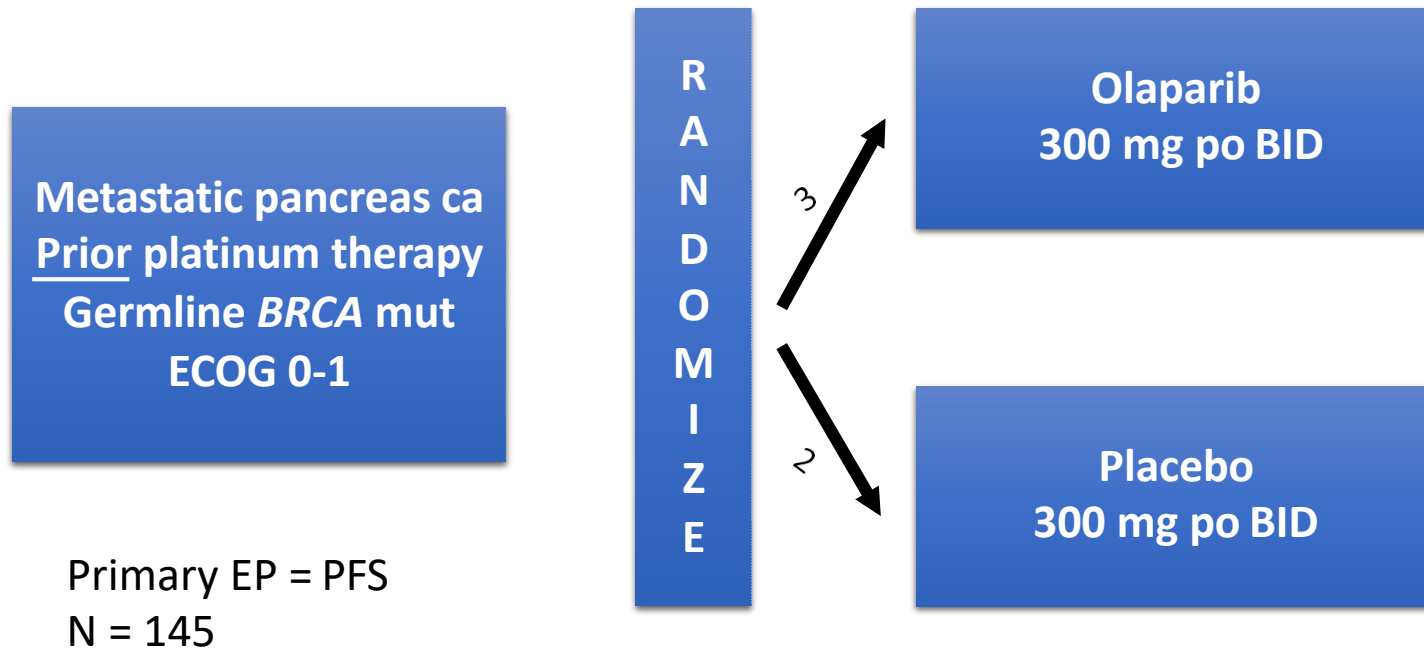 Metastatic pancreas ca
Prior platinum therapy
Germline BRCA mut
ECOG 0-1
Primary EP = PFS
N = 145
R
A
N
D
O
M
I
Z
E
3
2
Olaparib
300 mg po BID
Placebo
300 mg po BID